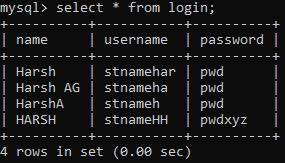 mysql> select * from login;
+----------+-----------+----------+
| name     | username  | password |
+----------+-----------+----------+
| Harsh    | stnamehar | pwd      |
| Harsh AG | stnameha  | pwd      |
| HarshA   | stnameh   | pwd      |
| HARSH    | stnameHH  | pwdxyz   |
+----------+-----------+----------+
4 rows in set (0.00 sec)